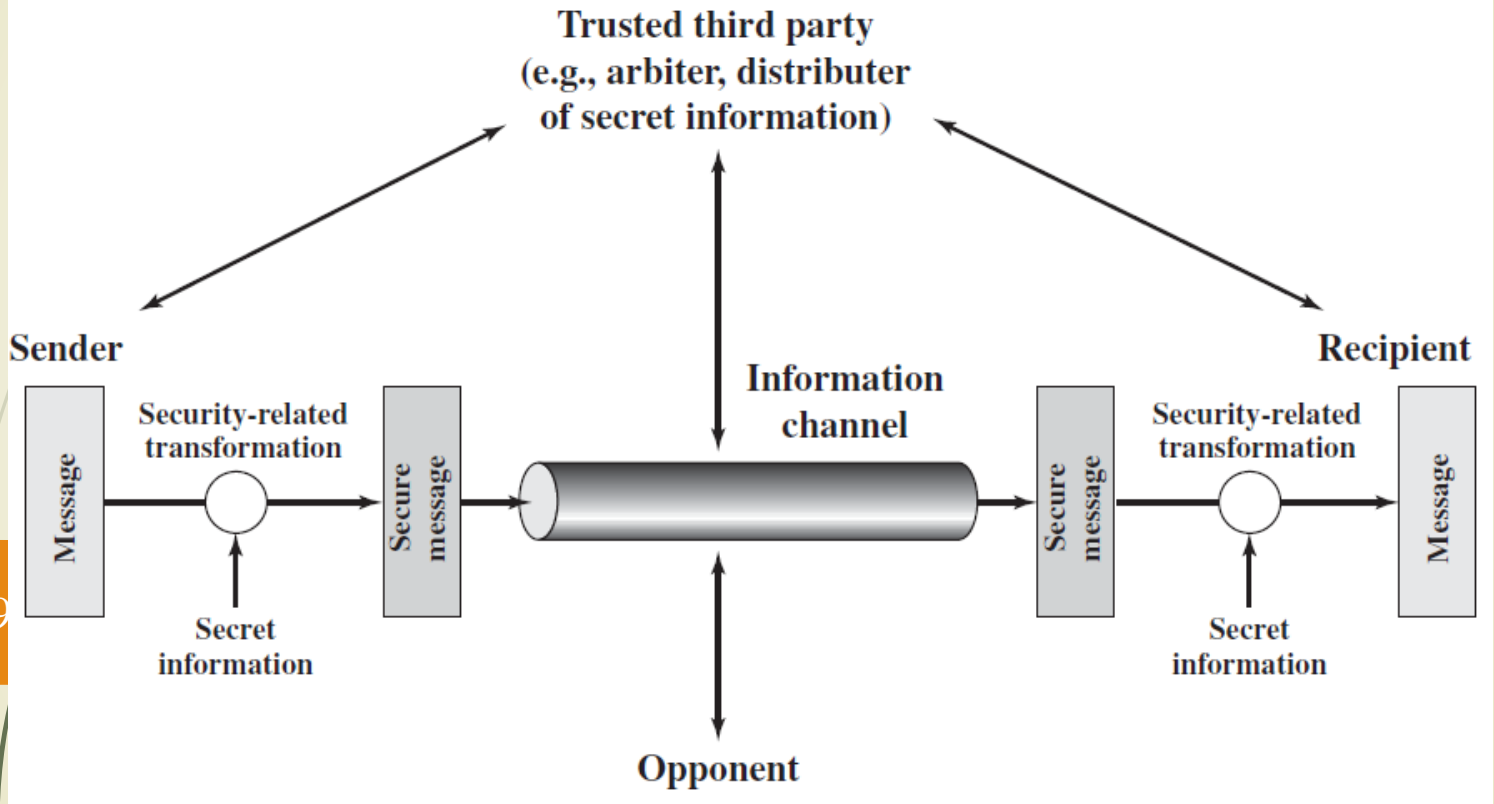 Trusted third party
(e.g., arbiter, distributer
of secret information)
Sender
Recipient
Information
channel
Security-related
transformation
Security-related
transformation
Message
Secure
message
Secure
message
Message
Secret
information
Secret
information
Opponent
9